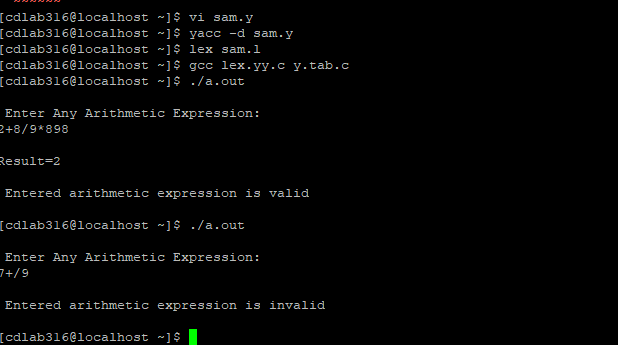 [cdlab316@localhost ~]$ vi sam.y
[cdlab316@localhost ~]$ yacc -d sam.y
[cdlab316@localhost ~]$ lex sam.l
[cdlab316@localhost ~]$ gcc lex.yy.c y.tab.c
[cdlab316@localhost ~]$ ./a.out
Enter Any Arithmetic Expression:
2+8/9*898
Result=2
Entered arithmetic expression is valid
[cdlab316@localhost ~]$ ./a.out
Enter Any Arithmetic Expression:
7+/9
Entered arithmetic expression is invalid
[cdlab316@localhost ~]$